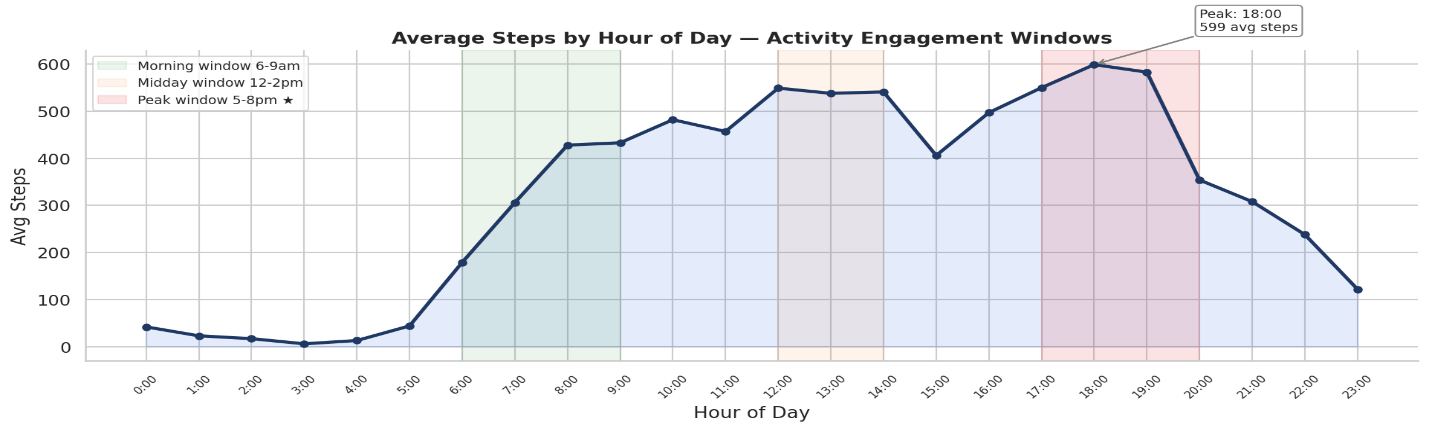 Peak: 18:00
599 avg steps
Average Steps by Hour of Day — Activity Engagement Windows
Morning window 6-9am
Midday window 12-2pm
Peak window 5-8pm ★
Avg Steps
600
500
400
300
200
100
0
0:00 1:00 2:00 3:00 4:00 5:00 6:00 7:00 8:00 9:00 10:00 11:00 12:00 13:00 14:00 15:00 16:00 17:00 18:00 19:00 20:00 21:00 22:00 23:00
Hour of Day